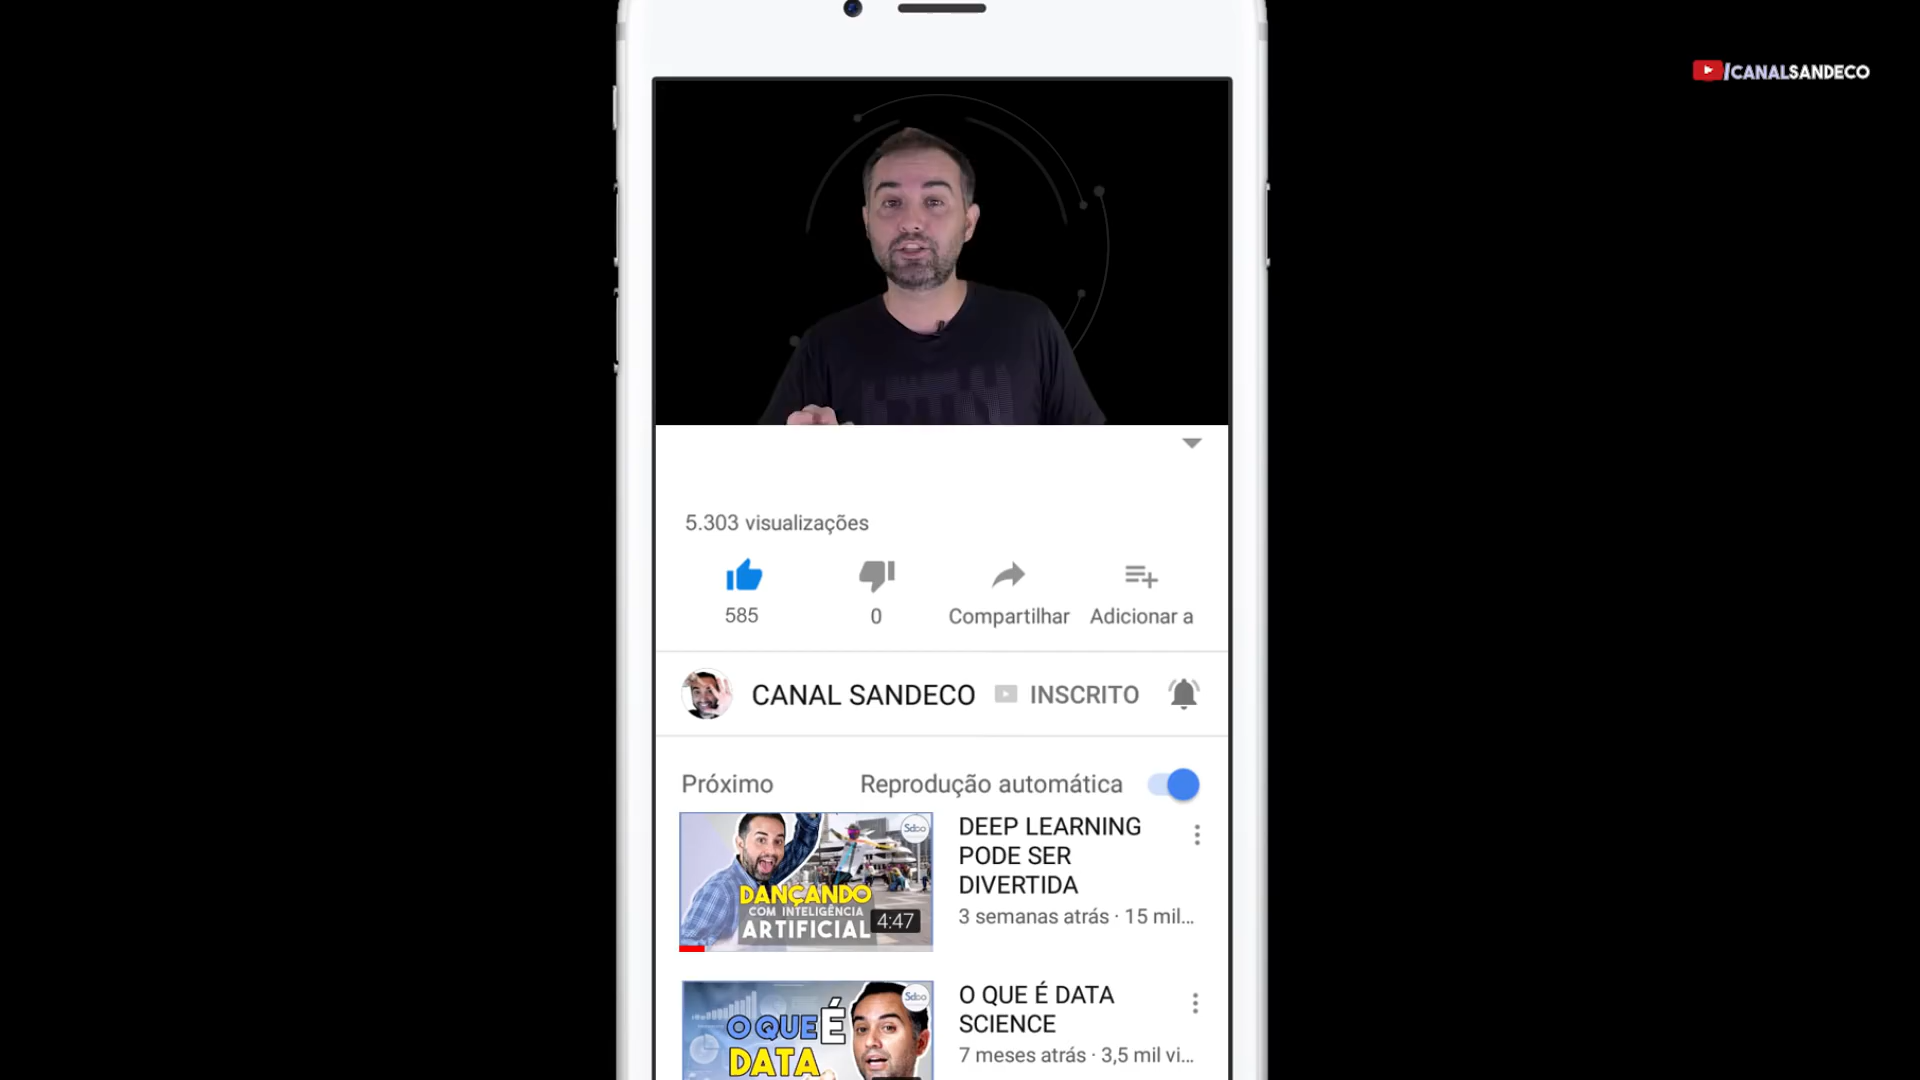 /CANALSANDECO
5.303 visualizações
585
0
Compartilhar
Adicionar a
CANAL SANDECO
INSCRITO
Próximo
Reprodução automática
DANÇANDO
COM INTELIGÊNCIA
ARTIFICIAL
4:47
DEEP LEARNING
PODE SER
DIVERTIDA
3 semanas atrás · 15 mil...
O QUE É
DATA
O QUE É DATA
SCIENCE
7 meses atrás · 3,5 mil vi...